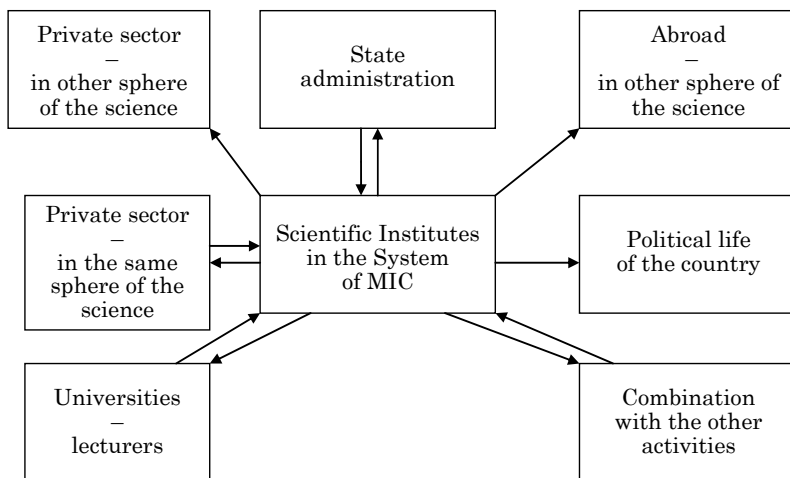 Private sector
–
in other sphere
of the science
State
administration
Abroad
–
in other sphere of
the science
Private sector
–
in the same
sphere of the
science
Scientific Institutes
in the System
of MIC
Political life
of the country
Universities
–
lecturers
Combination
with the other
activities